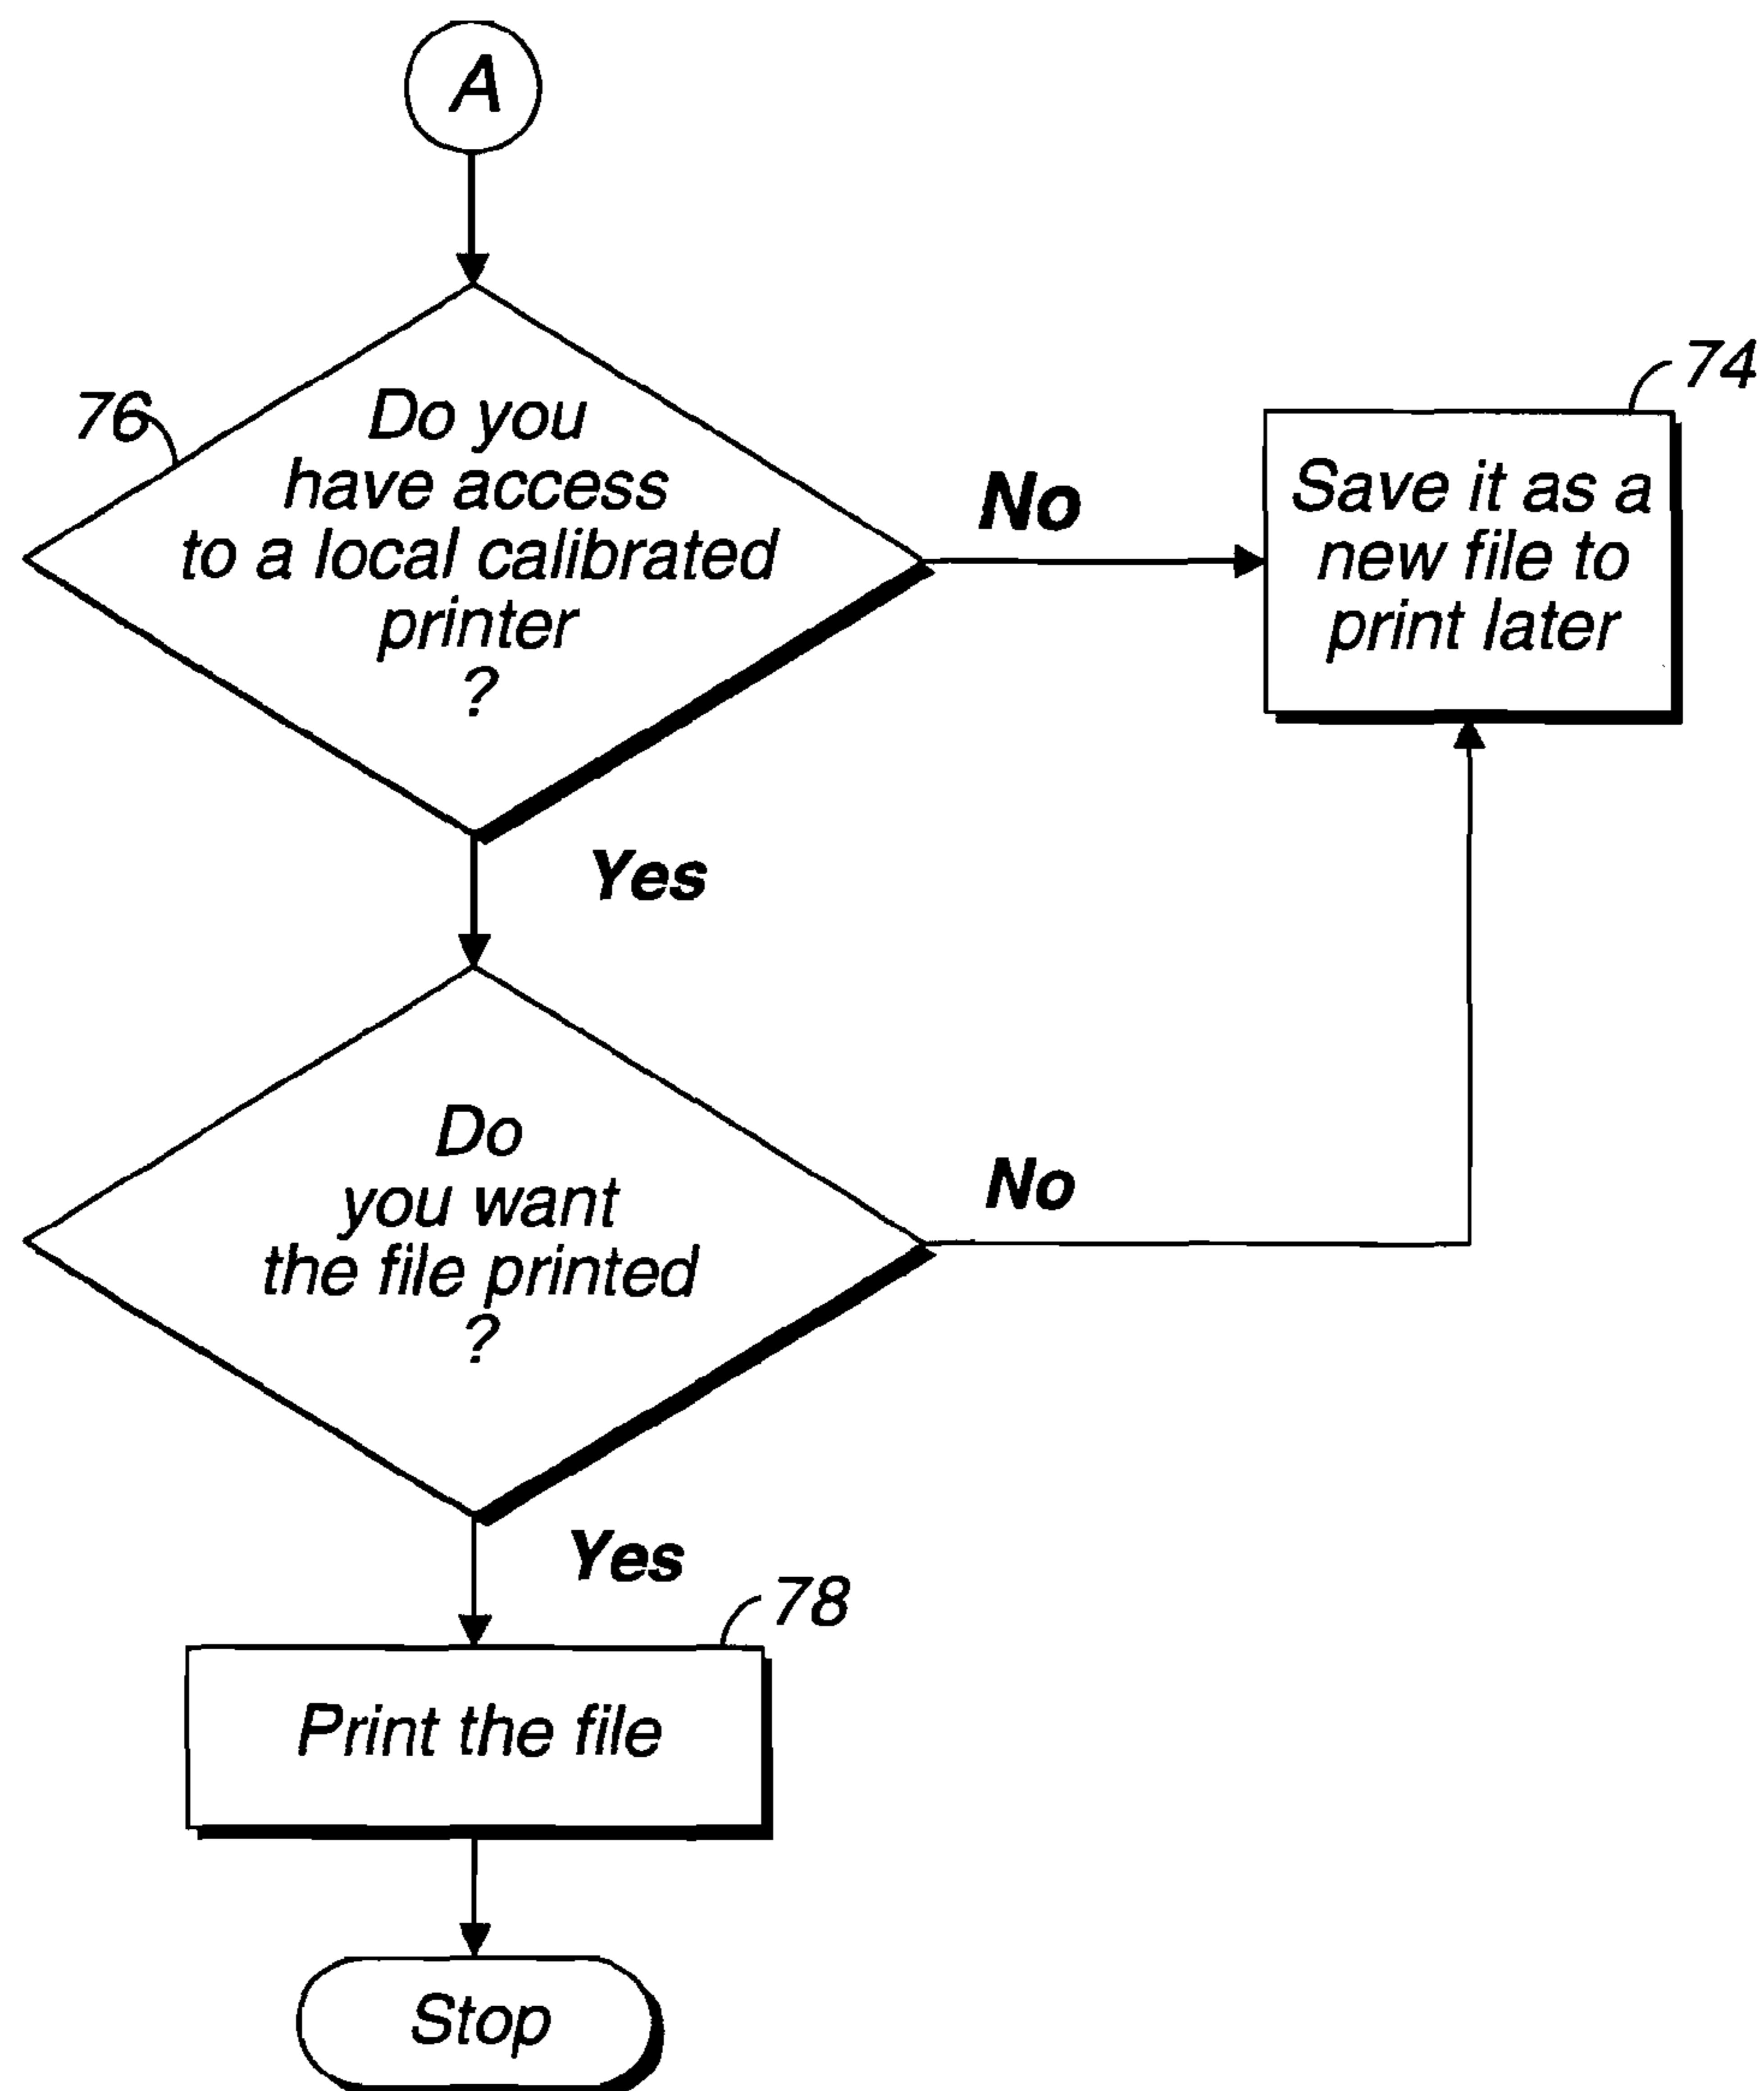 A
76
Do you
have access
to a local calibrated
printer
?
No
74
Save it as a
new file to
print later
Yes
Do
you want
the file printed
?
No
Yes
78
Print the file
Stop